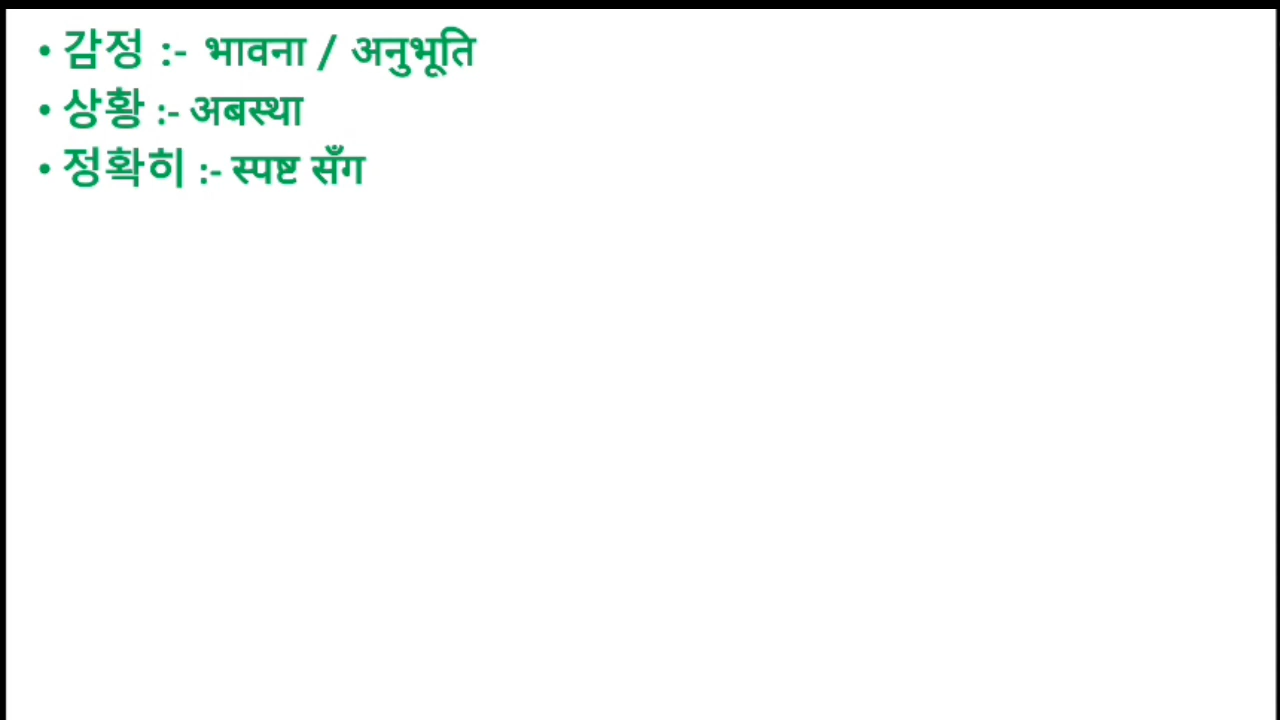 • 감정 :- भावना / अनुभूति
• 상황 :- अबस्था
• 정확히 :- स्पष्ट सँग